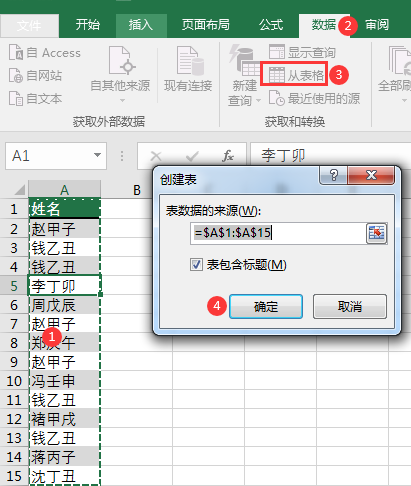 文件 开始 插入 页面布局 公式 数据 2 审阅
自 Access
自网站
自文本
自其他来源
现有连接
获取外部数据
新建
查询
显示查询
从表格 3
最近使用的源
获取和转换
全部刷
A1 fx 李丁卯
A B C
1 姓名
2 赵甲子
3 钱乙丑
4 钱乙丑
5 李丁卯
6 周戊辰
7 赵甲子
1
8 郑庚午
9 赵甲子
10 冯壬申
11 钱乙丑
12 褚甲戌
13 钱乙丑
14 蒋丙子
15 沈丁丑
创建表 ?
表数据的来源(W):
=$A$1:$A$15
表包含标题(M)
4 确定 取消